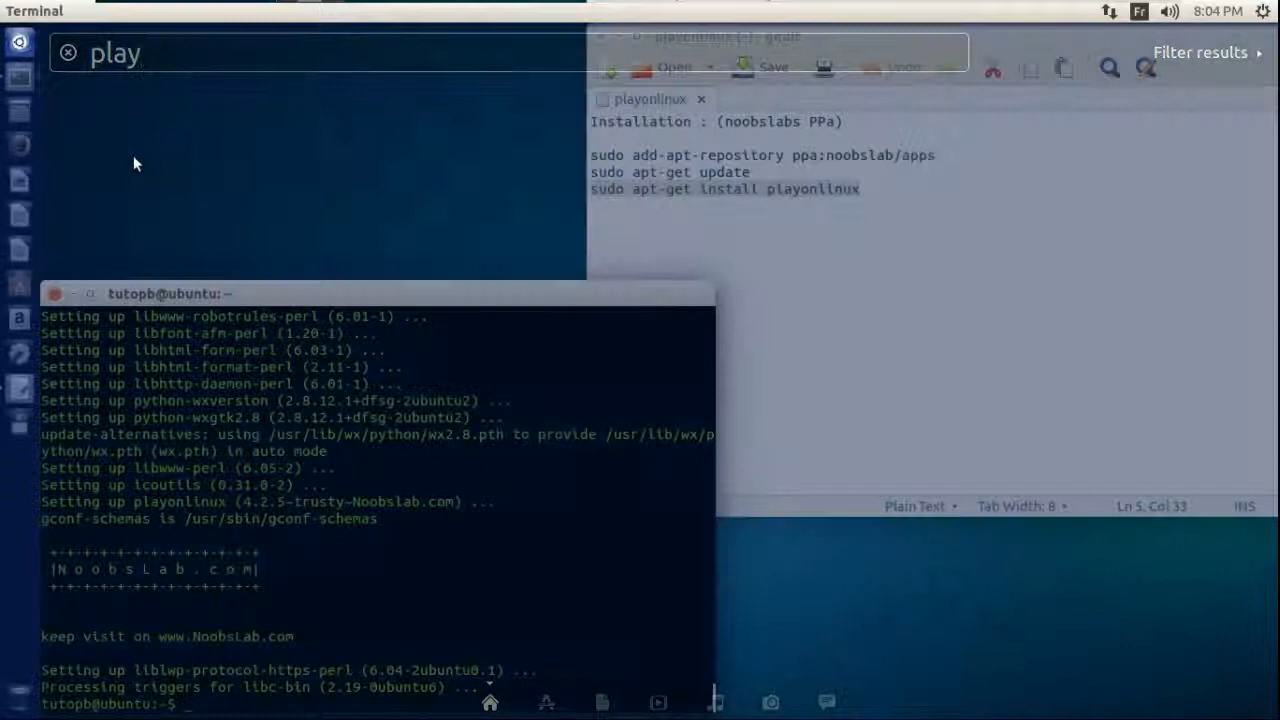 Terminal
Fr
8:04 PM
play
Filter results
playonlinux (~) - gedit
Open
Save
Undo
playonlinux
Installation : (noobslabs PPa)
sudo add-apt-repository ppa:noobslab/apps
sudo apt-get update
sudo apt-get install playonlinux
tutopb@ubuntu: ~
Setting up libwww-robotrules-perl (6.01-1) ...
Setting up libfont-afm-perl (1.20-1) ...
Setting up libhtml-form-perl (6.03-1) ...
Setting up libhtml-format-perl (2.11-1) ...
Setting up libhttp-daemon-perl (6.01-1) ...
Setting up python-wxversion (2.8.12.1+dfsg-2ubuntu2) ...
Setting up python-wxgtk2.8 (2.8.12.1+dfsg-2ubuntu2) ...
update-alternatives: using /usr/lib/wx/python/wx2.8.pth to provide /usr/lib/wx/p
ython/wx.pth (wx.pth) in auto mode
Setting up libwww-perl (6.05-2) ...
Setting up icoutils (0.31.0-2) ...
Setting up playonlinux (4.2.5-trusty~NoobsLab.com) ...
gconf-schemas is /usr/sbin/gconf-schemas
+-+-+-+-+-+-+-+-+-+-+-+-+
|N o o b s L a b . c o m|
+-+-+-+-+-+-+-+-+-+-+-+-+
keep visit on www.NoobsLab.com
Setting up liblwp-protocol-https-perl (6.04-2ubuntu0.1) ...
Processing triggers for libc-bin (2.19-0ubuntu6) ...
tutopb@ubuntu:~$ _
Plain Text
Tab Width: 8
Ln 5, Col 33
INS